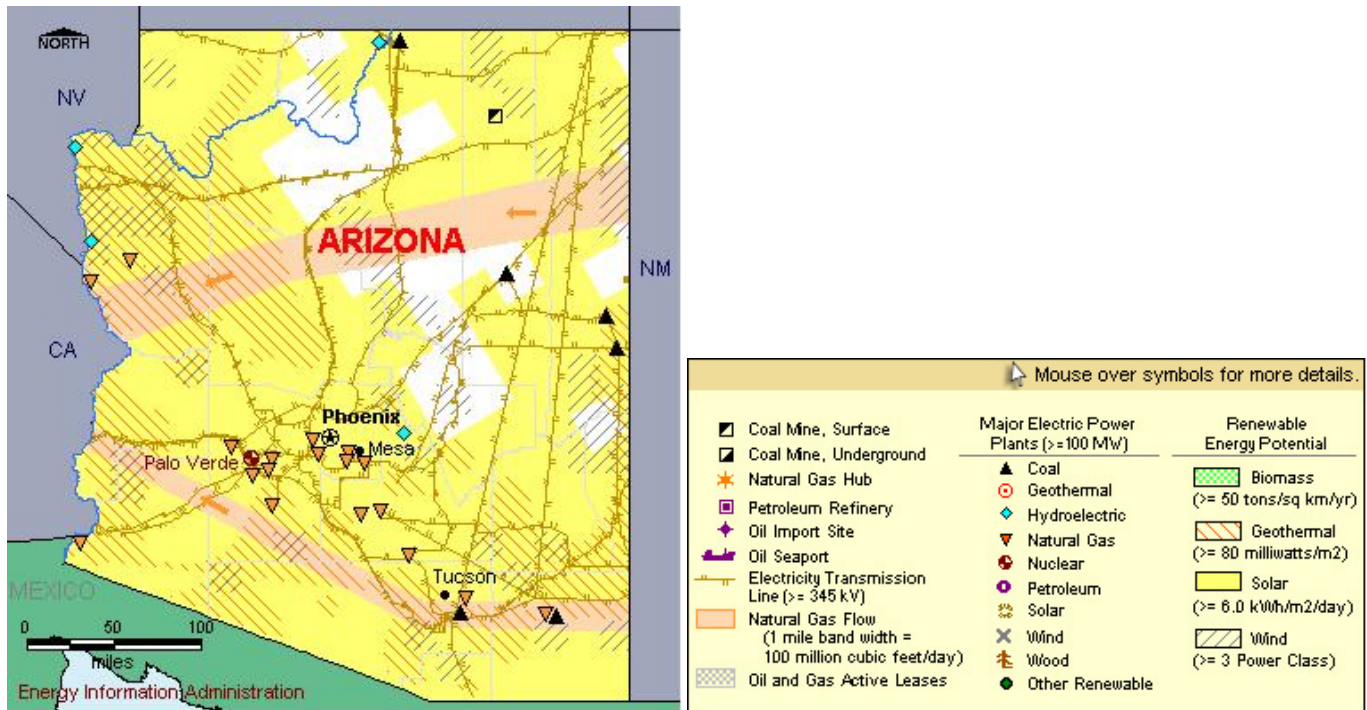 NORTH
NV
ARIZONA
NM
CA
Phoenix
Mesa
Palo Verde
Tucson
MEXICO
0 50 100
miles
Energy Information Administration
Mouse over symbols for more details.
Coal Mine, Surface
Coal Mine, Underground
Natural Gas Hub
Petroleum Refinery
Oil Import Site
Oil Seaport
Electricity Transmission
Line (>= 345 kV)
Natural Gas Flow
(1 mile band width =
100 million cubic feet/day)
Oil and Gas Active Leases
Major Electric Power
Plants (>=100 MW)
Coal
Geothermal
Hydroelectric
Natural Gas
Nuclear
Petroleum
Solar
Wind
Wood
Other Renewable
Renewable
Energy Potential
Biomass
(>= 50 tons/sq km/yr)
Geothermal
(>= 80 milliwatts/m2)
Solar
(>= 6.0 kWh/m2/day)
Wind
(>= 3 Power Class)